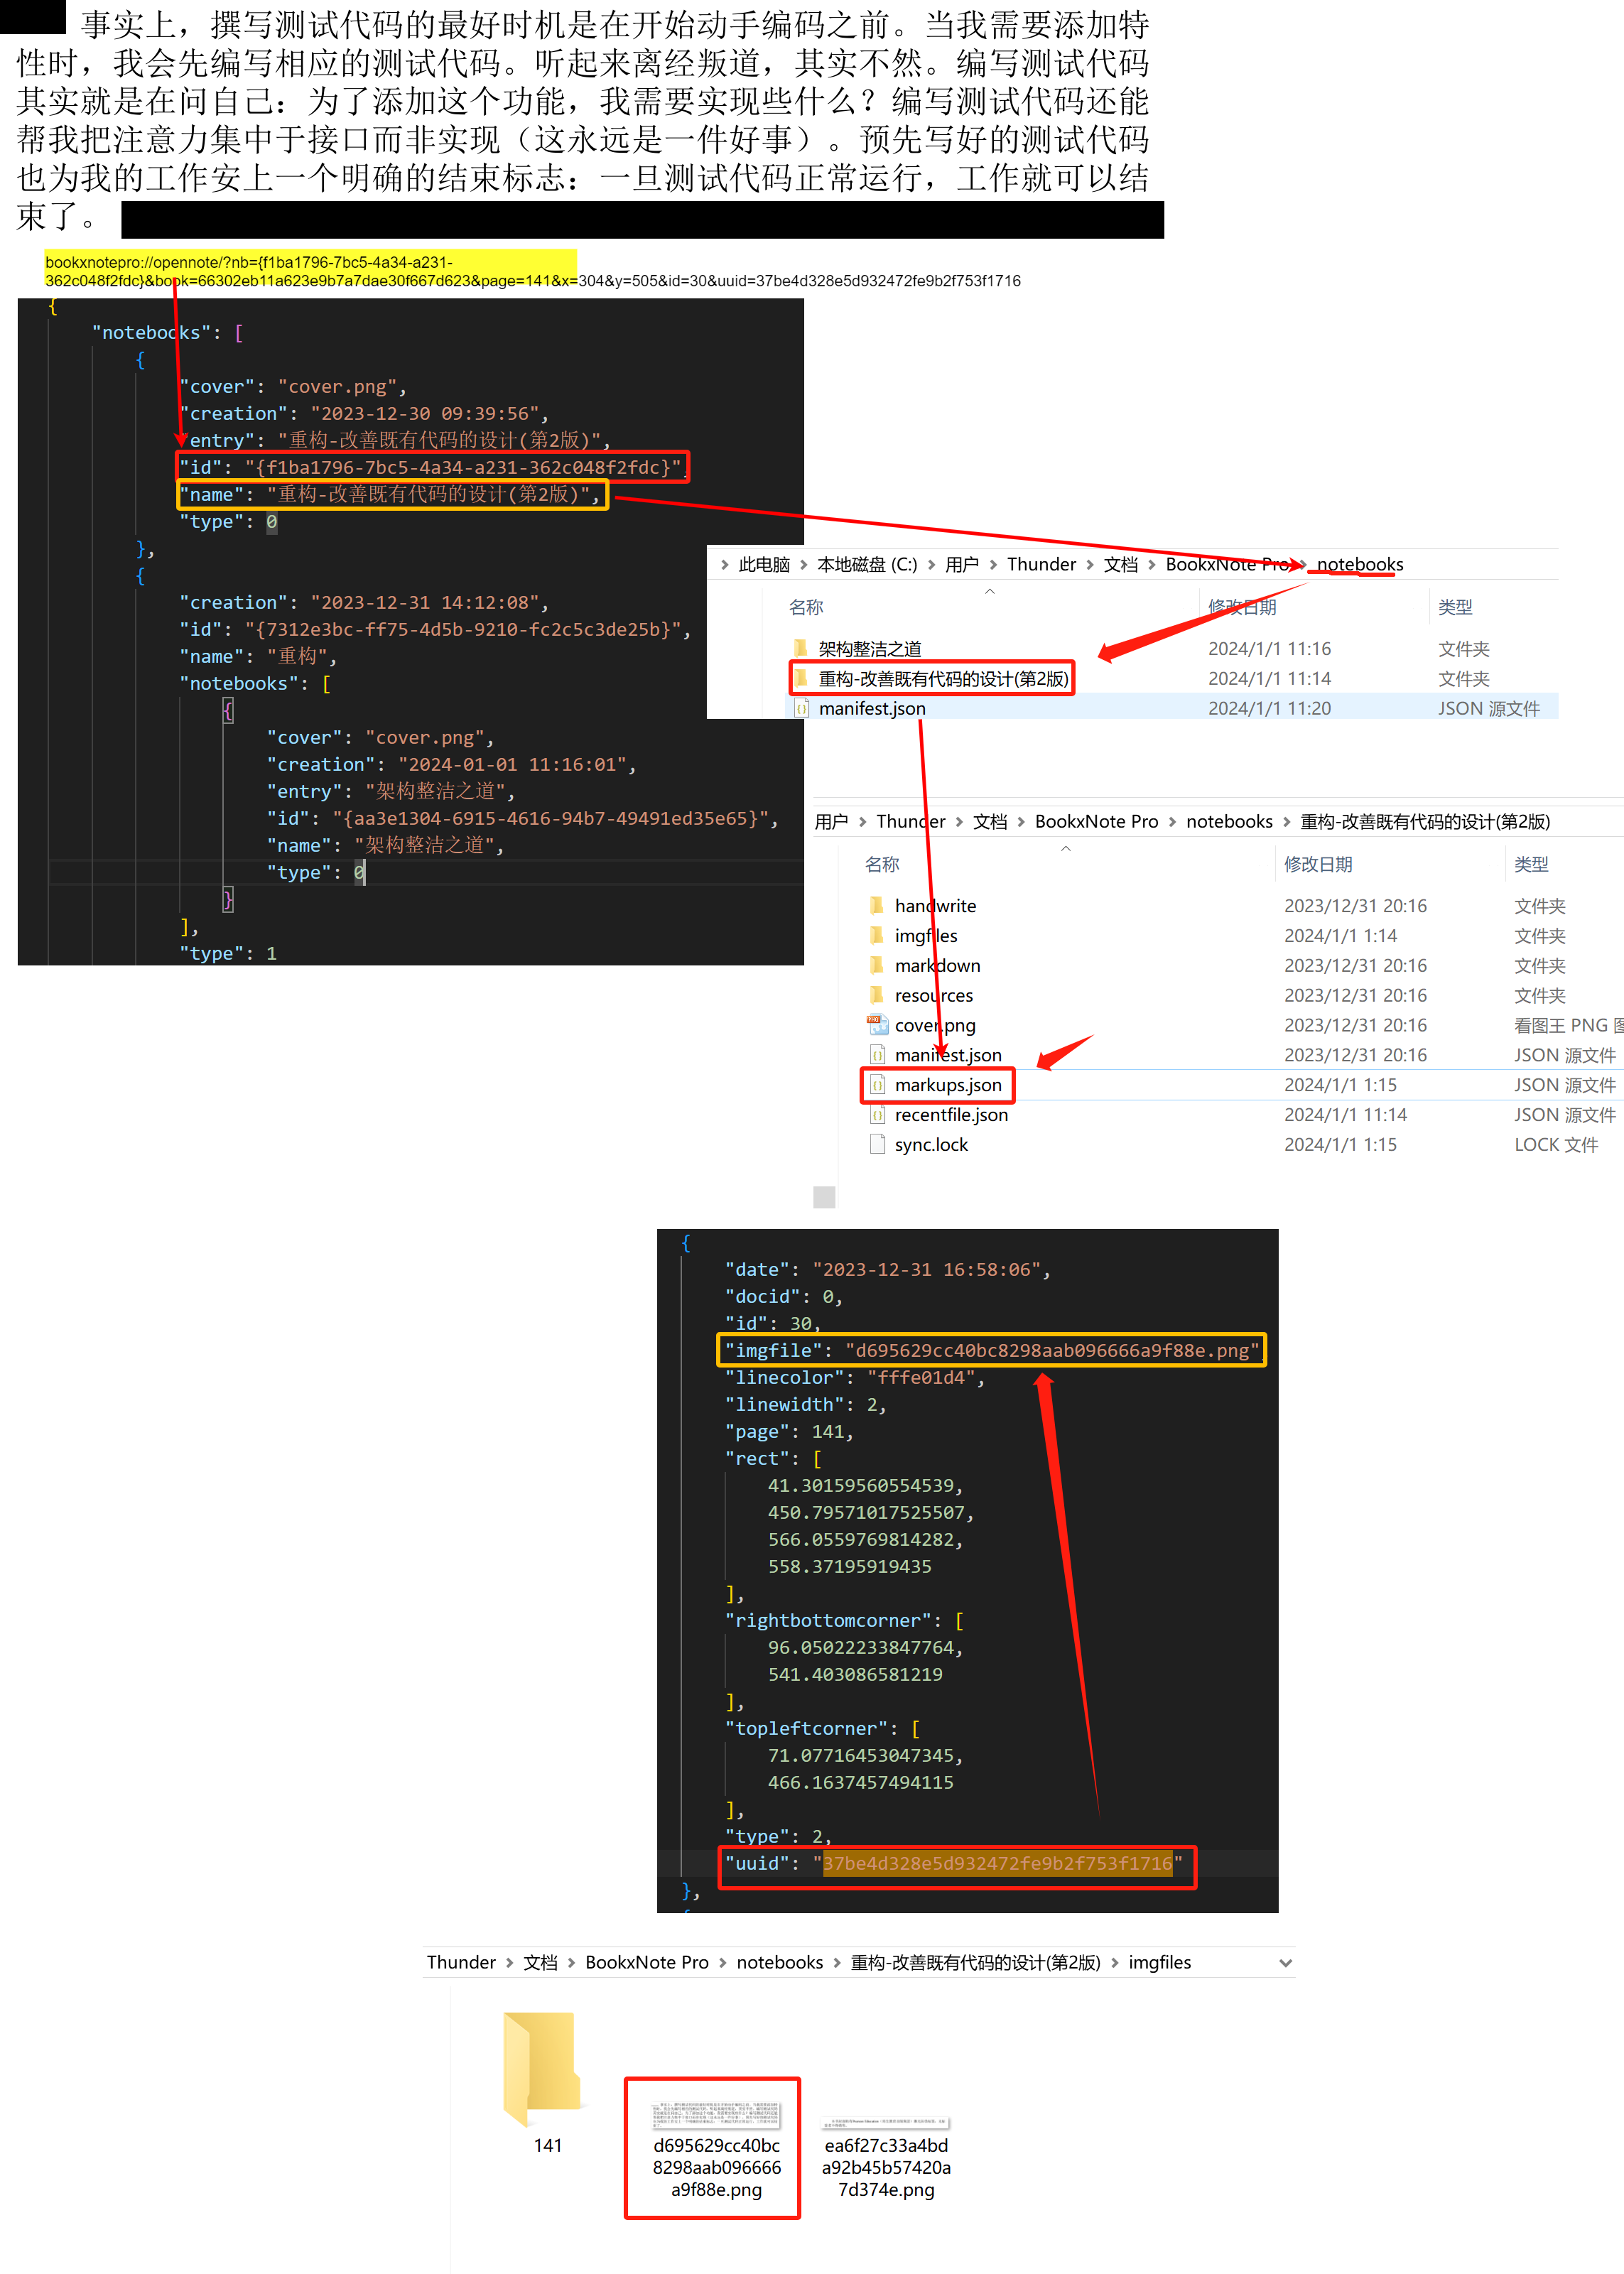 事实上，撰写测试代码的最好时机是在开始动手编码之前。当我需要添加特
性时，我会先编写相应的测试代码。听起来离经叛道，其实不然。编写测试代码
其实就是在问自己：为了添加这个功能，我需要实现些什么？编写测试代码还能
帮我把注意力集中于接口而非实现（这永远是一件好事）。预先写好的测试代码
也为我的工作安上一个明确的结束标志：一旦测试代码正常运行，工作就可以结
束了。
bookxnotepro://opennote/?nb={f1ba1796-7bc5-4a34-a231-
362c048f2fdc}&book=66302eb11a623e9b7a7dae30f667d623&page=141&x=304&y=505&id=30&uuid=37be4d328e5d932472fe9b2f753f1716
{
"notebooks": [
{
"cover": "cover.png",
"creation": "2023-12-30 09:39:56",
"entry": "重构-改善既有代码的设计(第2版)",
"id": "{f1ba1796-7bc5-4a34-a231-362c048f2fdc}",
"name": "重构-改善既有代码的设计(第2版)",
"type": 0
},
{
"creation": "2023-12-31 14:12:08",
"id": "{7312e3bc-ff75-4d5b-9210-fc2c5c3de25b}",
"name": "重构",
"notebooks": [
{
"cover": "cover.png",
"creation": "2024-01-01 11:16:01",
"entry": "架构整洁之道",
"id": "{aa3e1304-6915-4616-94b7-49491ed35e65}",
"name": "架构整洁之道",
"type": 0
}
],
"type": 1
> 此电脑 > 本地磁盘 (C:) > 用户 > Thunder > 文档 > BookxNote Pro > notebooks
名称 修改日期 类型
架构整洁之道 2024/1/1 11:16 文件夹
重构-改善既有代码的设计(第2版) 2024/1/1 11:14 文件夹
manifest.json 2024/1/1 11:20 JSON 源文件
用户 > Thunder > 文档 > BookxNote Pro > notebooks > 重构-改善既有代码的设计(第2版)
名称 修改日期 类型
handwrite 2023/12/31 20:16 文件夹
imgfiles 2024/1/1 1:14 文件夹
markdown 2023/12/31 20:16 文件夹
resources 2023/12/31 20:16 文件夹
cover.png 2023/12/31 20:16 看图王 PNG 图
manifest.json 2023/12/31 20:16 JSON 源文件
markups.json 2024/1/1 1:15 JSON 源文件
recentfile.json 2024/1/1 11:14 JSON 源文件
sync.lock 2024/1/1 1:15 LOCK 文件
{
"date": "2023-12-31 16:58:06",
"docid": 0,
"id": 30,
"imgfile": "d695629cc40bc8298aab096666a9f88e.png",
"linecolor": "fffe01d4",
"linewidth": 2,
"page": 141,
"rect": [
41.30159560554539,
450.79571017525507,
566.0559769814282,
558.37195919435
],
"rightbottomcorner": [
96.05022233847764,
541.403086581219
],
"topleftcorner": [
71.07716453047345,
466.1637457494115
],
"type": 2,
"uuid": "37be4d328e5d932472fe9b2f753f1716"
},
Thunder > 文档 > BookxNote Pro > notebooks > 重构-改善既有代码的设计(第2版) > imgfiles
141
d695629cc40bc
8298aab096666
a9f88e.png
ea6f27c33a4bd
a92b45b57420a
7d374e.png